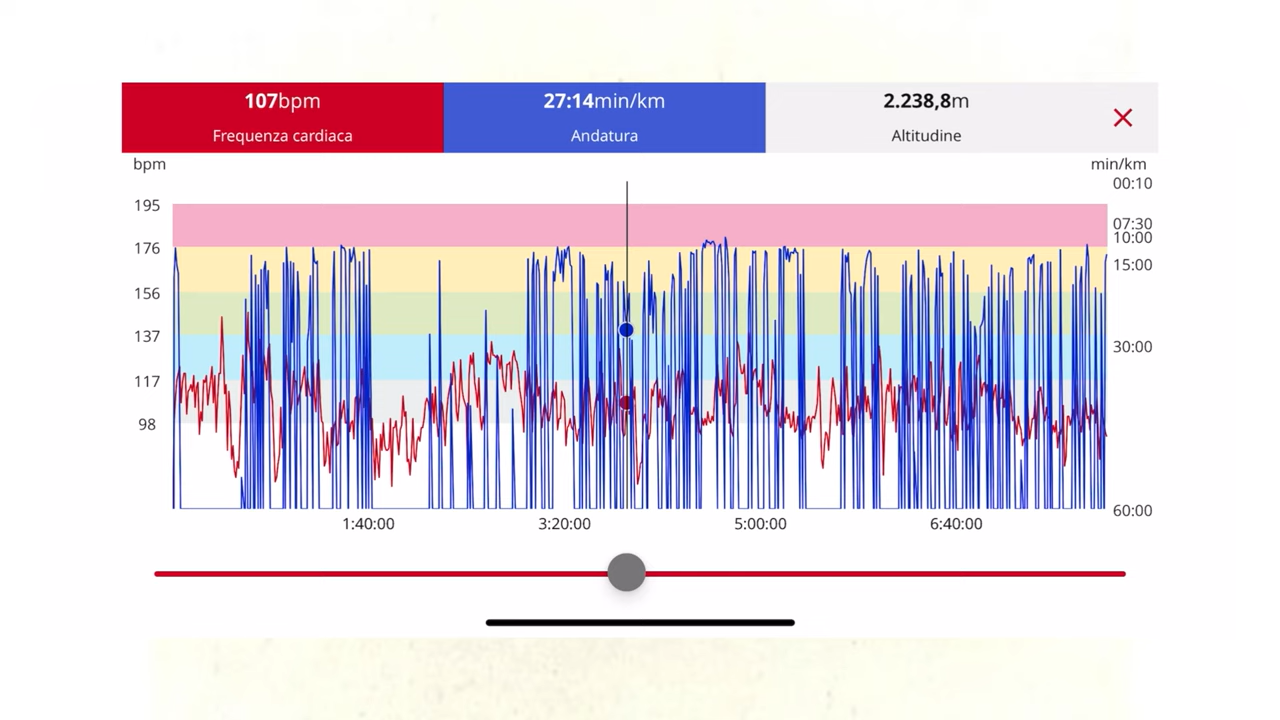 107bpm
27:14min/km
2.238,8m
Frequenza cardiaca
Andatura
Altitudine
bpm
min/km
00:10
195
07:30
10:00
176
15:00
156
137
30:00
117
98
60:00
1:40:00
3:20:00
5:00:00
6:40:00